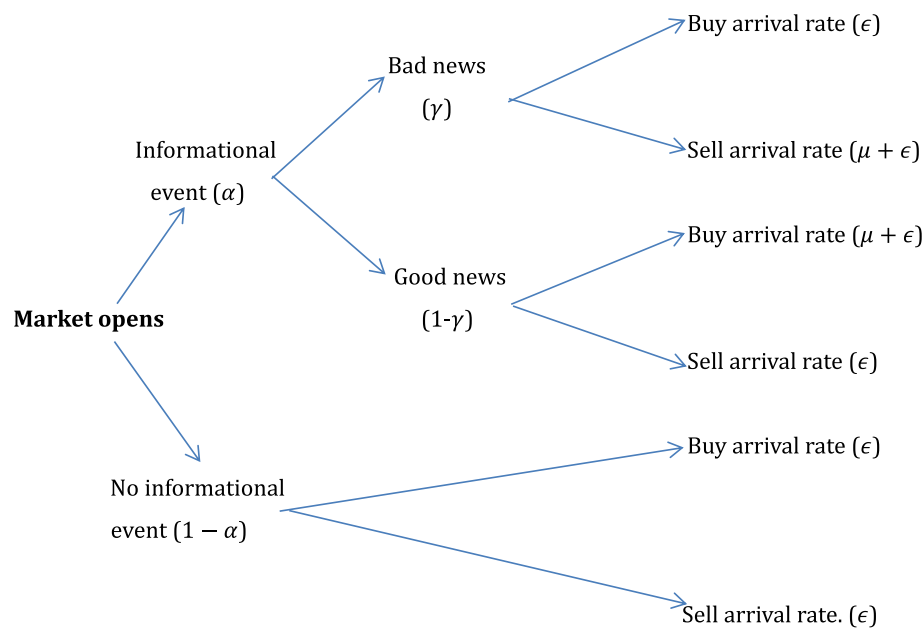 Buy arrival rate (ϵ)
Bad news
(γ)
Sell arrival rate (μ + ϵ)
Informational
event (α)
Buy arrival rate (μ + ϵ)
Good news
(1-γ)
Market opens
Sell arrival rate (ϵ)
Buy arrival rate (ϵ)
No informational
event (1 − α)
Sell arrival rate. (ϵ)